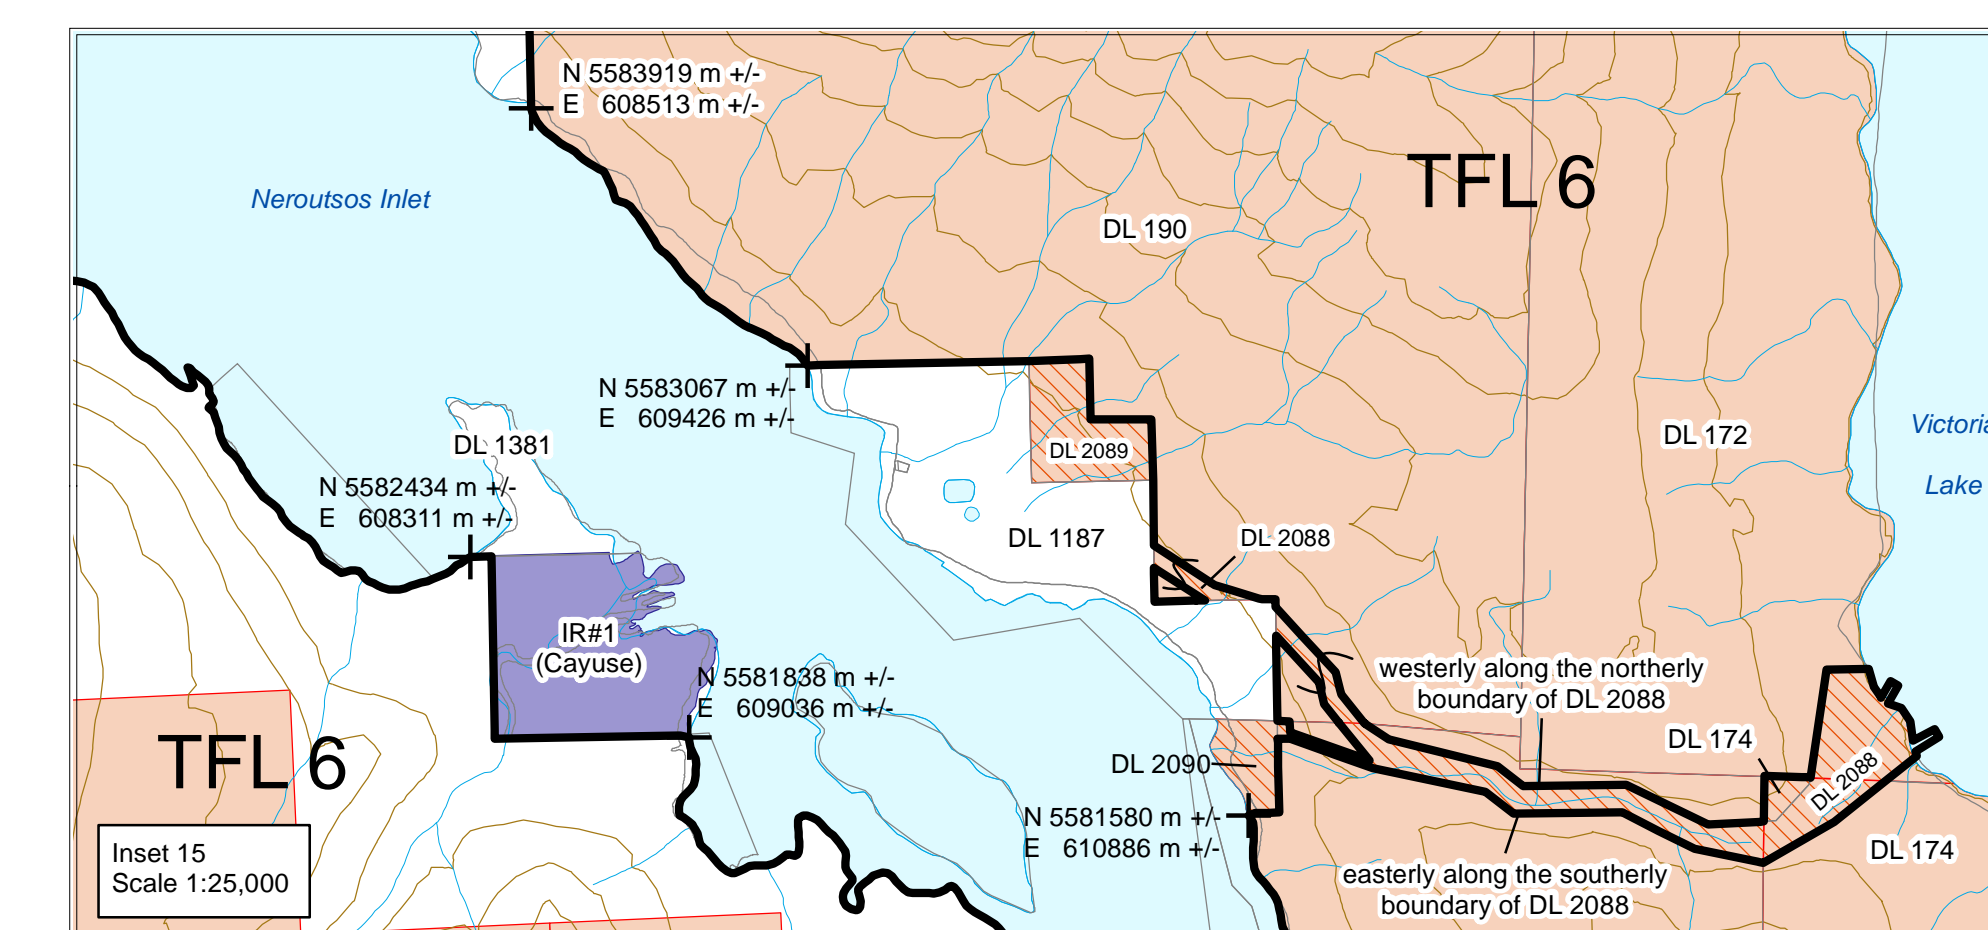 N 5583919 m +/-
E 608513 m +/-
Neroutsos Inlet
TFL 6
DL 190
N 5583067 m +/-
E 609426 m +/-
DL 1381
DL 2089
DL 172
Victoria
Lake
N 5582434 m +/-
E 608311 m +/-
DL 1187
DL 2088
IR#1
(Cayuse)
N 5581838 m +/-
E 609036 m +/-
westerly along the northerly
boundary of DL 2088
TFL 6
DL 2090
DL 174
DL 2088
N 5581580 m +/-
E 610886 m +/-
Inset 15
Scale 1:25,000
easterly along the southerly
boundary of DL 2088
DL 174